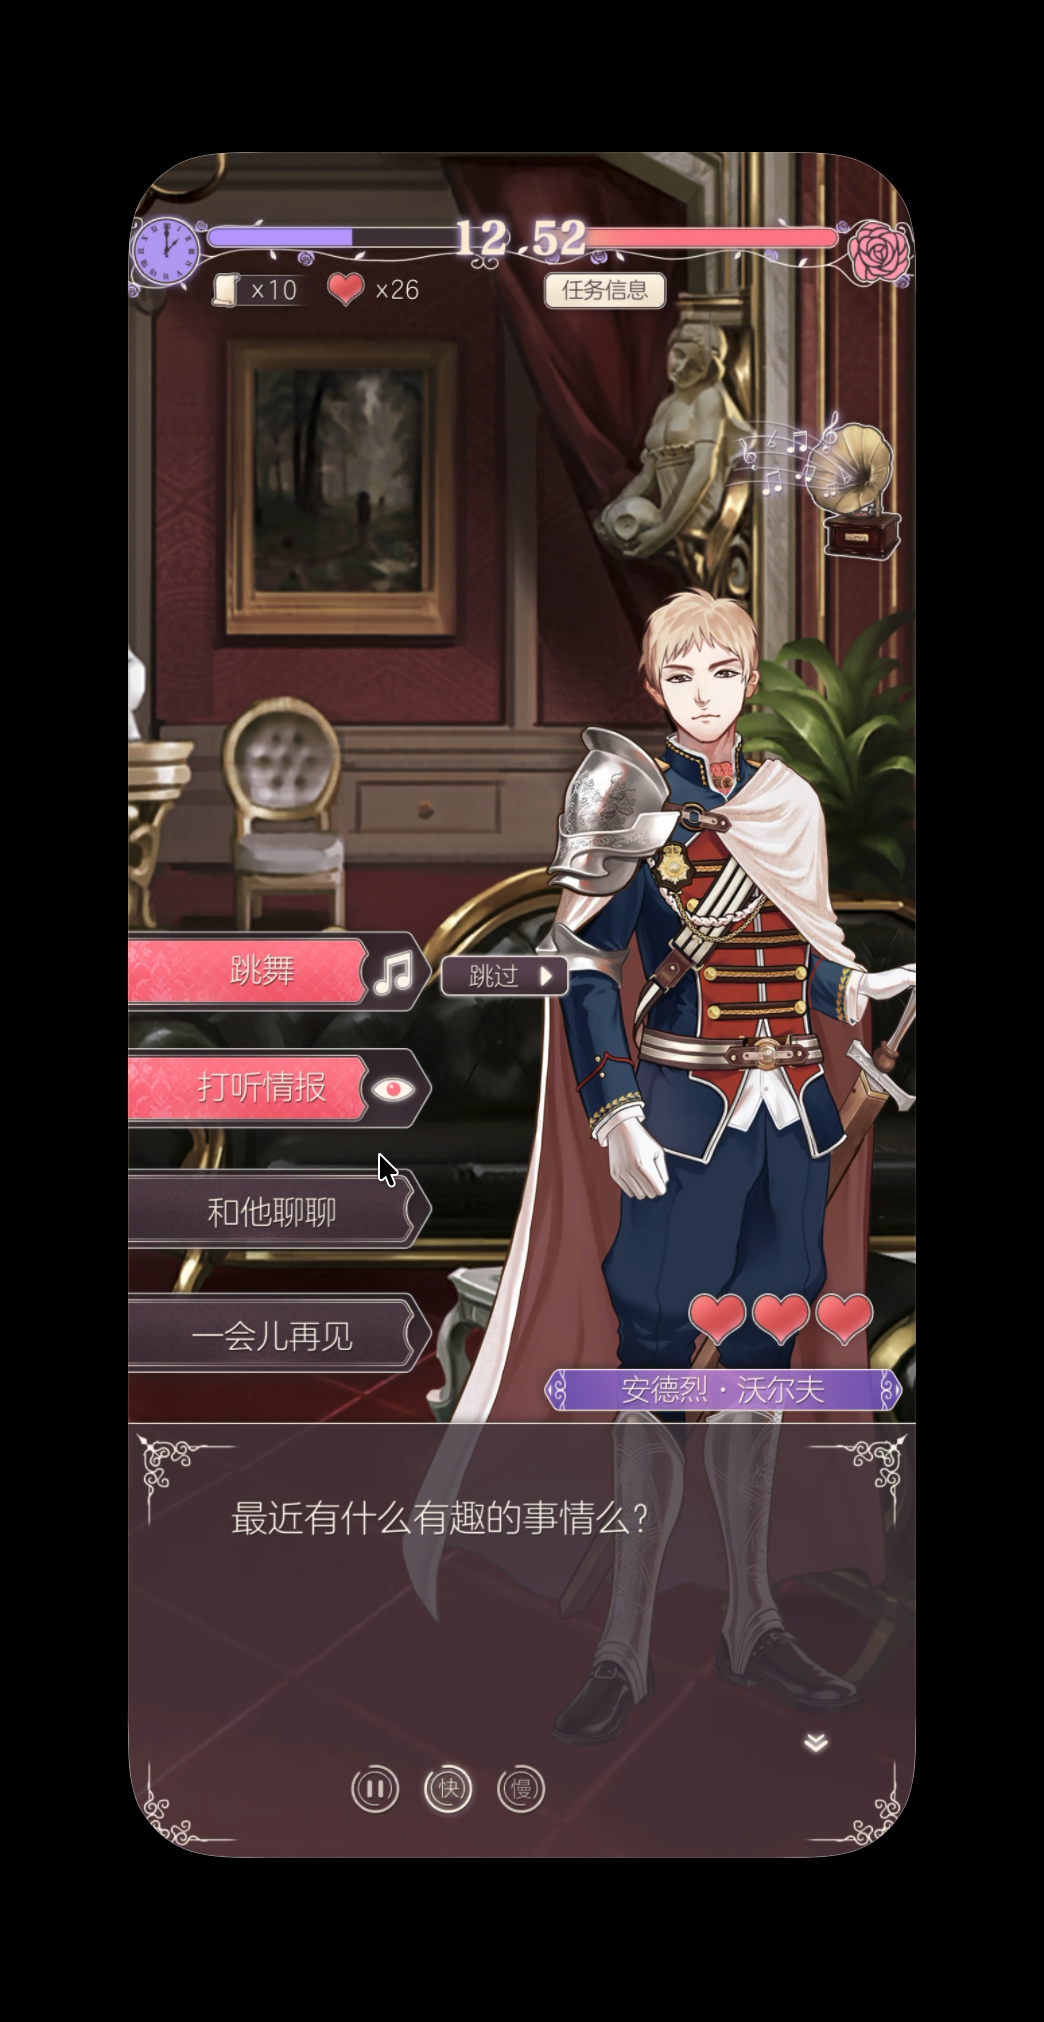 12 52
x10
x26
任务信息
跳舞
跳过
打听情报
和他聊聊
一会儿再见
安德烈·沃尔夫
最近有什么有趣的事情么?
快
慢